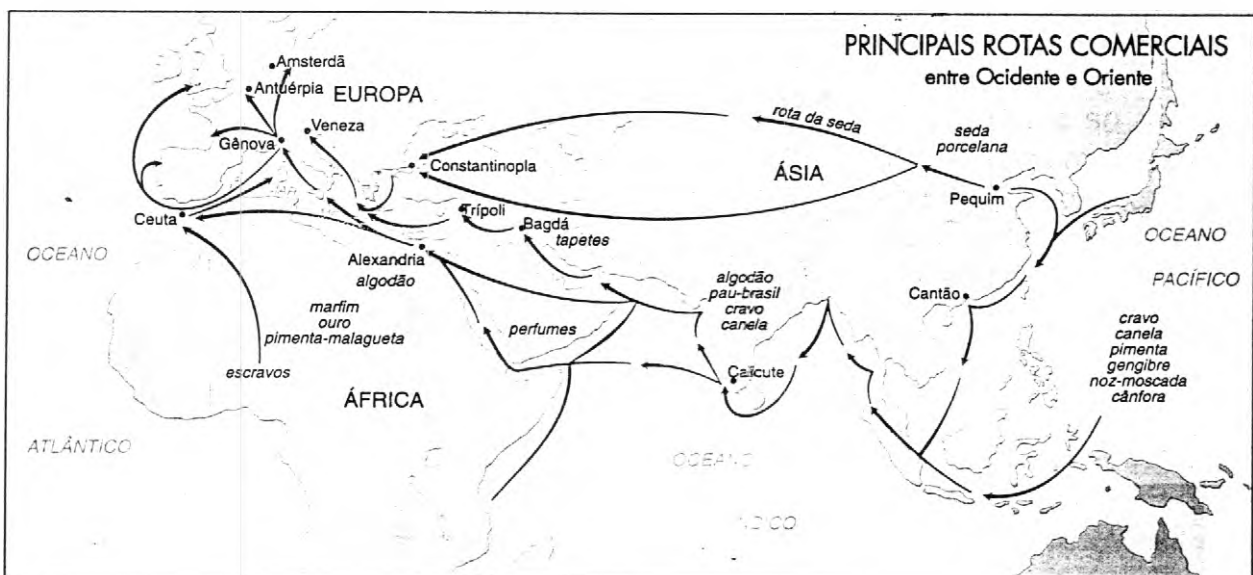 PRINCIPAIS ROTAS COMERCIAIS
entre Ocidente e Oriente
Amsterdã
Antuérpia
EUROPA
Veneza
Gênova
rota da seda
seda
porcelana
Constantinopla
ÁSIA
Pequim
Ceuta
Trípoli
Bagdá
tapetes
OCEANO
PACÍFICO
OCEANO
ATLÂNTICO
Alexandria
algodão
algodão
pau-brasil
cravo
canela
Cantão
marfim
ouro
pimenta-malagueta
perfumes
escravos
ÁFRICA
Calicute
cravo
canela
pimenta
gengibre
noz-moscada
cânfora
OCEANO